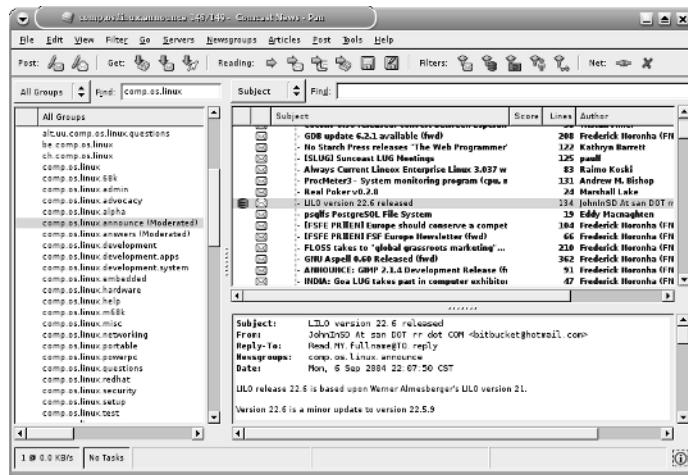 comp.os.linux.announce 148/149 - Comcast News - Pan
File Edit View Filter Go Servers Newsgroups Articles Post Tools Help
Post: Get: Reading: Filters: Net:
All Groups Find: comp.os.linux
Subject Find:
All Groups
alt.uu.comp.os.linux.questions
be.comp.os.linux
ch.comp.os.linux
comp.os.linux
comp.os.linux.68k
comp.os.linux.admin
comp.os.linux.advocacy
comp.os.linux.alpha
comp.os.linux.announce (Moderated)
comp.os.linux.answers (Moderated)
comp.os.linux.development
comp.os.linux.development.apps
comp.os.linux.development.system
comp.os.linux.embedded
comp.os.linux.hardware
comp.os.linux.help
comp.os.linux.m68k
comp.os.linux.misc
comp.os.linux.networking
comp.os.linux.portable
comp.os.linux.powerpc
comp.os.linux.questions
comp.os.linux.redhat
comp.os.linux.security
comp.os.linux.setup
comp.os.linux.test
Subject Score Lines Author
GDB update 6.2.1 available (fwd) 208 Frederick Noronha (FN
No Starch Press releases "The Web Programmer' 122 Kathryn Barrett
[SLUG] Suncoast LUG Meetings 125 paulf
Always Current Lineox Enterprise Linux 3.037 w 83 Raimo Koski
ProcMeter3 - System monitoring program (cpu, n 131 Andrew M. Bishop
Real Poker v0.2.0 24 Marshall Lake
LILO version 22.6 released 134 JohnInSD At san DOT rr
psqlfs PostgreSQL File System 19 Eddy Macnaghten
[FSFE PR][EN] FSF Europe should conserve a compet 104 Frederick Noronha (FN
[FSFE PR][EN] FSF Europe Newsletter (fwd) 66 Frederick Noronha (FN
FLOSS takes to "global grassroots marketing"... 210 Frederick Noronha (FN
GNU Aspell 0.60 Released (fwd) 362 Frederick Noronha (FN
ANNOUNCE: GIMP 2.1.4 Development Release (f 91 Frederick Noronha (FN
INDIA: Goa LUG takes part in computer exhibitor 47 Frederick Noronha (FN
Subject: LILO version 22.6 released
From: JohnInSD At san DOT rr dot COM <bitbucket@hotmail.com>
Reply-To: Read.MY.fullname@TO.reply
Newsgroups: comp.os.linux.announce
Date: Mon, 6 Sep 2004 22:07:50 CST
LILO release 22.6 is based upon Werner Almesberger's LILO version 21.
Version 22.6 is a minor update to version 22.5.9
1 @ 0.0 KB/s No Tasks